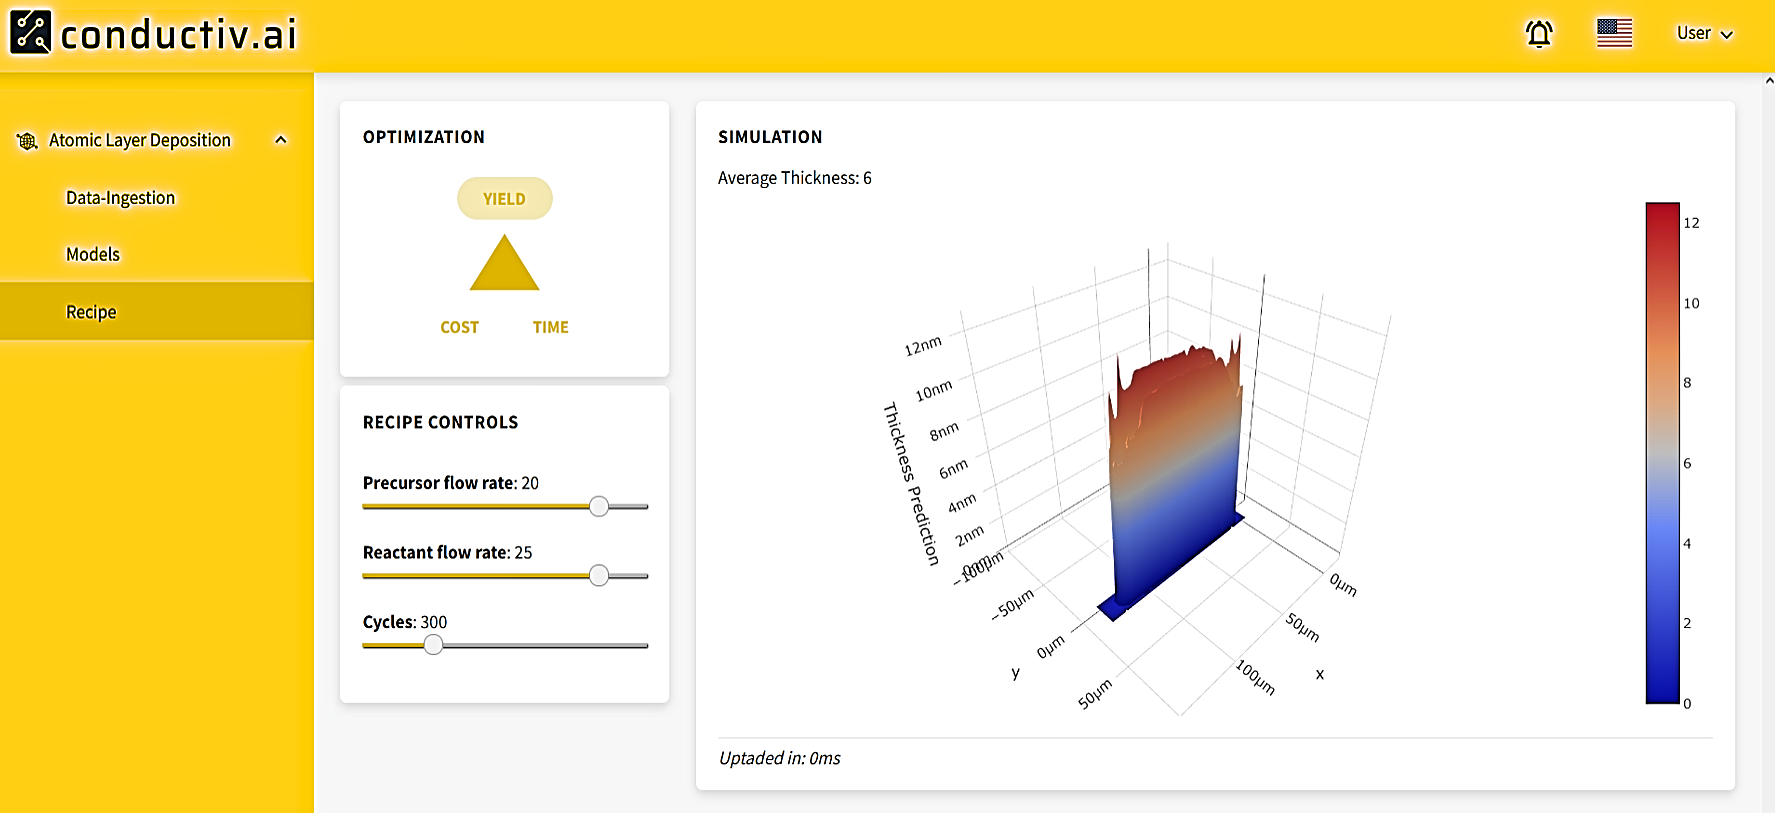 conductiv.ai
User
Atomic Layer Deposition
Data-Ingestion
Models
Recipe
OPTIMIZATION
YIELD
COST TIME
RECIPE CONTROLS
Precursor flow rate: 20
Reactant flow rate: 25
Cycles: 300
SIMULATION
Average Thickness: 6
12nm
10nm
8nm
6nm
4nm
2nm
0nm
Thickness Prediction
−100μm
−50μm
0μm
50μm
y
0μm
50μm
100μm
x
12
10
8
6
4
2
0
Uptaded in: 0ms